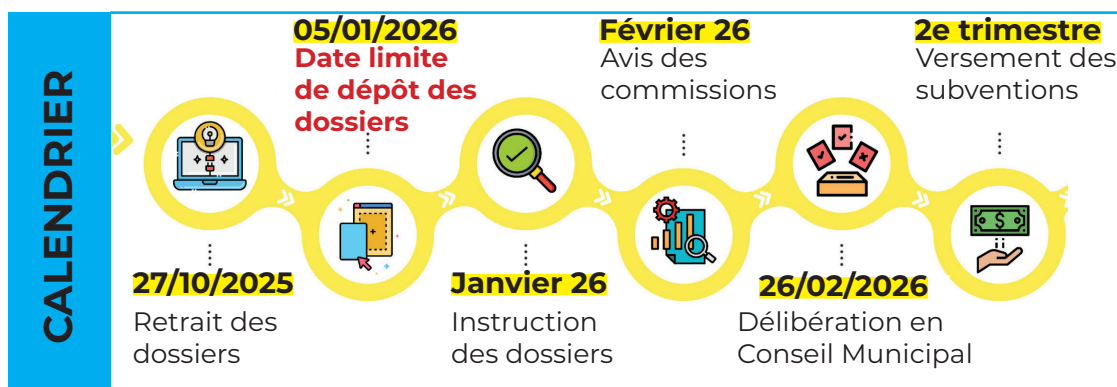 CALENDRIER
27/10/2025
Retrait des
dossiers
05/01/2026
Date limite
de dépôt des
dossiers
Janvier 26
Instruction
des dossiers
Février 26
Avis des
commissions
26/02/2026
Délibération en
Conseil Municipal
2e trimestre
Versement des
subventions